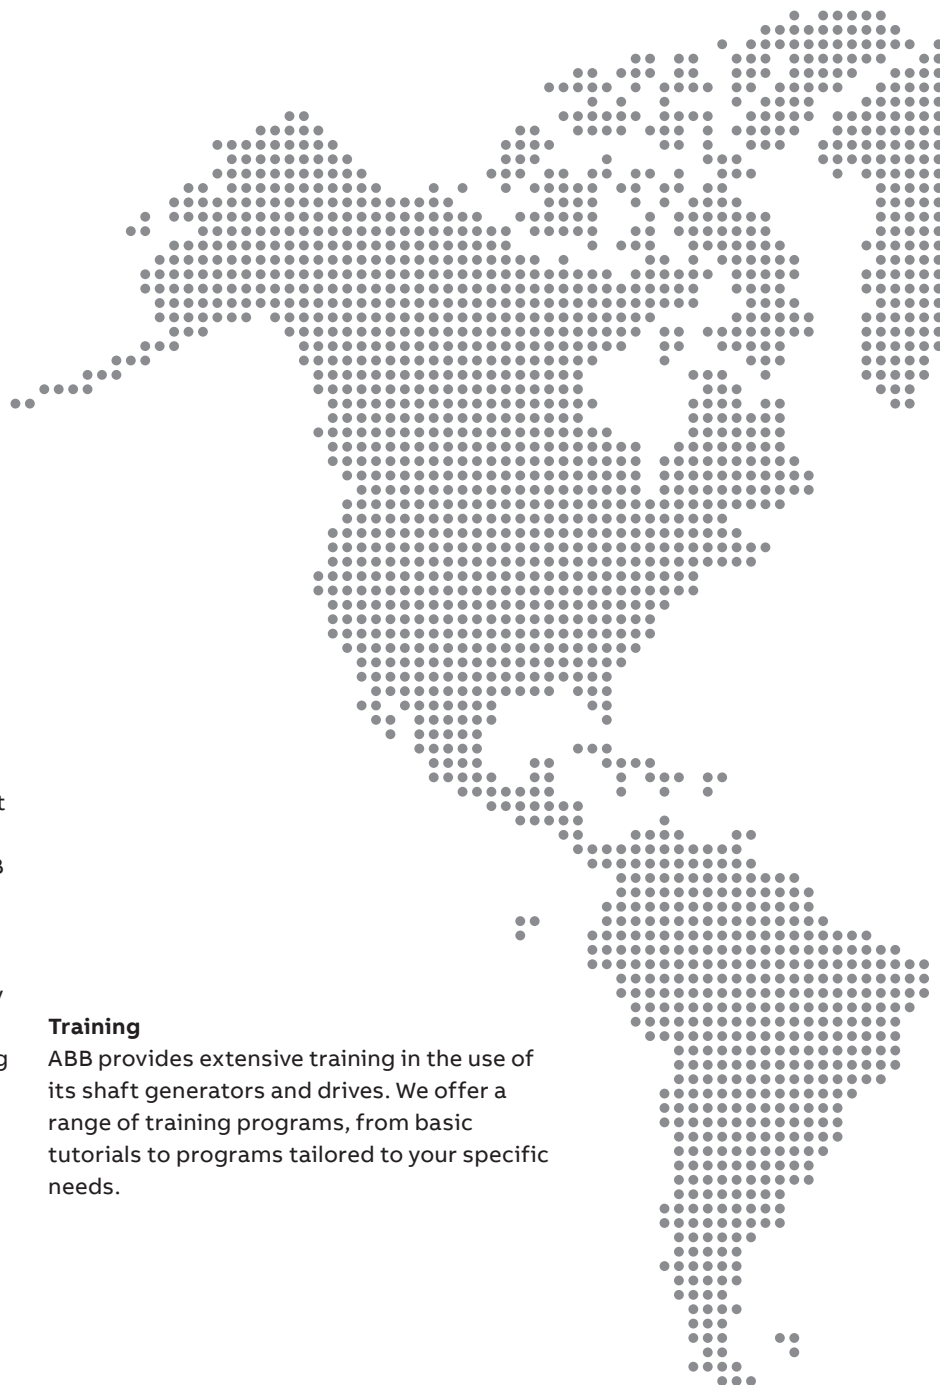 Training
ABB provides extensive training in the use of
its shaft generators and drives. We offer a
range of training programs, from basic
tutorials to programs tailored to your specific
needs.